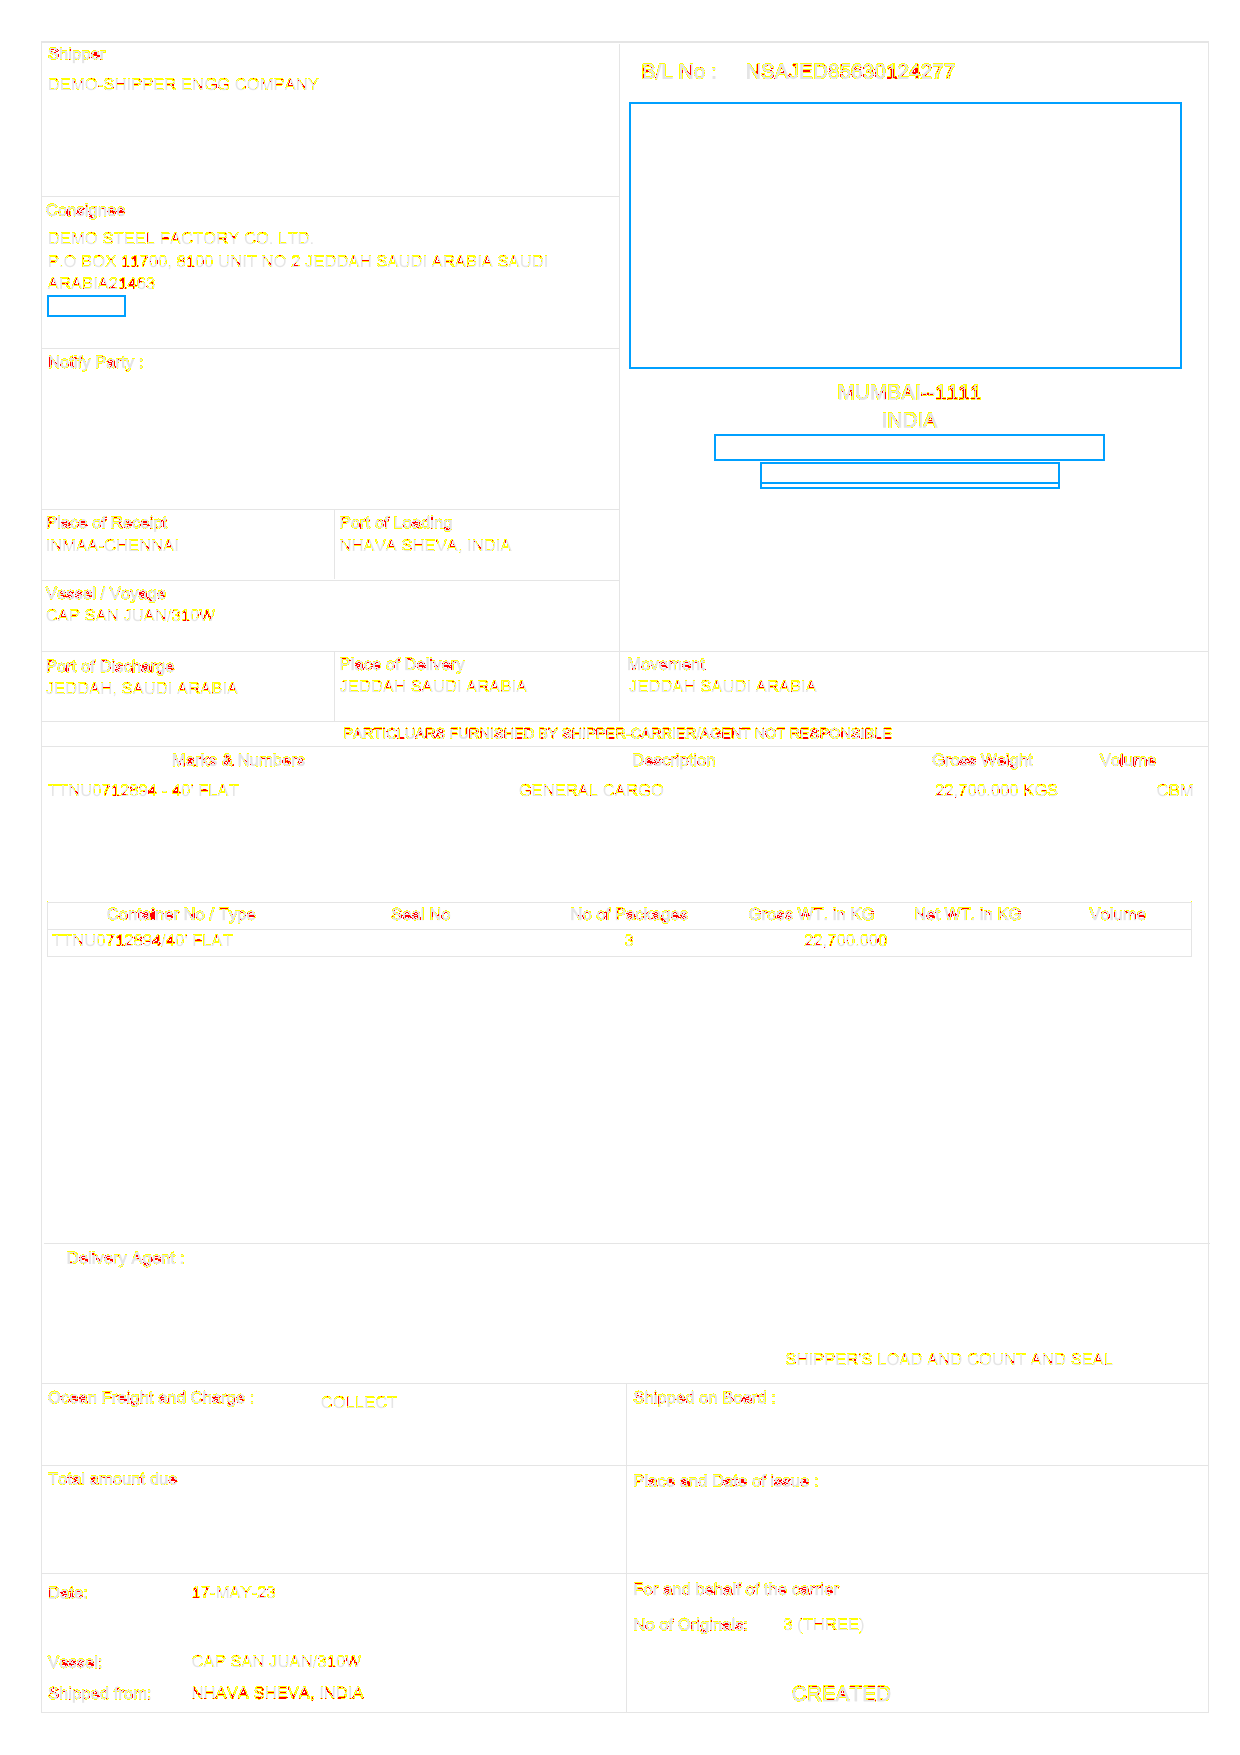 Shipper
DEMO-SHIPPER ENGG COMPANY
B/L No :
Consignee
DEMO STEEL FACTORY CO. LTD.
P.O BOX 11700. 8100 UNIT NO 2 JEDDAH SAUDI ARABIA SAUDI
ARABIA21453
Notify Party :
MUMBAI--1111
INDIA
Place of Receipt
INMAA-CHENNAI
Port of Loading
NHAVA SHEVA, INDIA
Vessel / Voyage
CAP SAN JUAN/310W
Port of Discharge
JEDDAH, SAUDI ARABIA
Place of Delivery
JEDDAH SAUDI ARABIA
Movement
JEDDAH SAUDI ARABIA
PARTICLUARS FURNISHED BY SHIPPER-CARRIER/AGENT NOT RESPONSIBLE
Marks & Numbers Description Gross Weight Volume
TTNU0712894 - 40' FLAT GENERAL CARGO 22,700.000 KGS CBM
Container No / Type Seal No No of Packages Gross WT. in KG Net WT. in KG Volume
TTNU0712894/40' FLAT 3 22,700.000
Delivery Agent :
SHIPPER'S LOAD AND COUNT AND SEAL
Ocean Freight and Charge : COLLECT
Shipped on Board :
Total amount due
Place and Date of Issue :
Date: 17-MAY-23
For and behalf of the carrier
No of Originals: 3 (THREE)
Vessel: CAP SAN JUAN/310W
Shipped from: NHAVA SHEVA, INDIA
CREATED